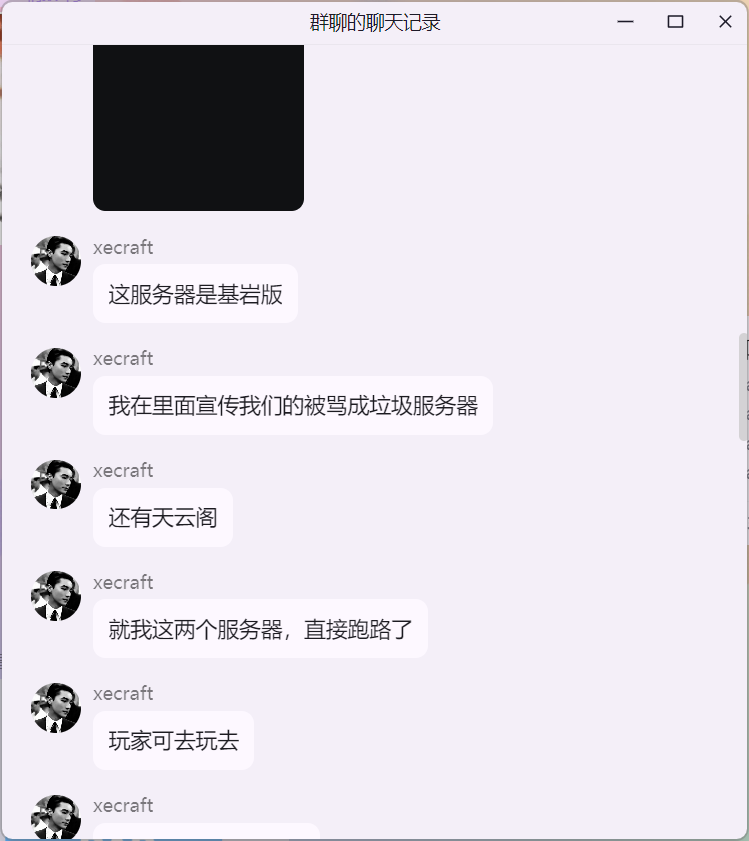 群聊的聊天记录
xecraft
这服务器是基岩版
xecraft
我在里面宣传我们的被骂成垃圾服务器
xecraft
还有天云阁
xecraft
就我这两个服务器，直接跑路了
xecraft
玩家可去玩去
xecraft